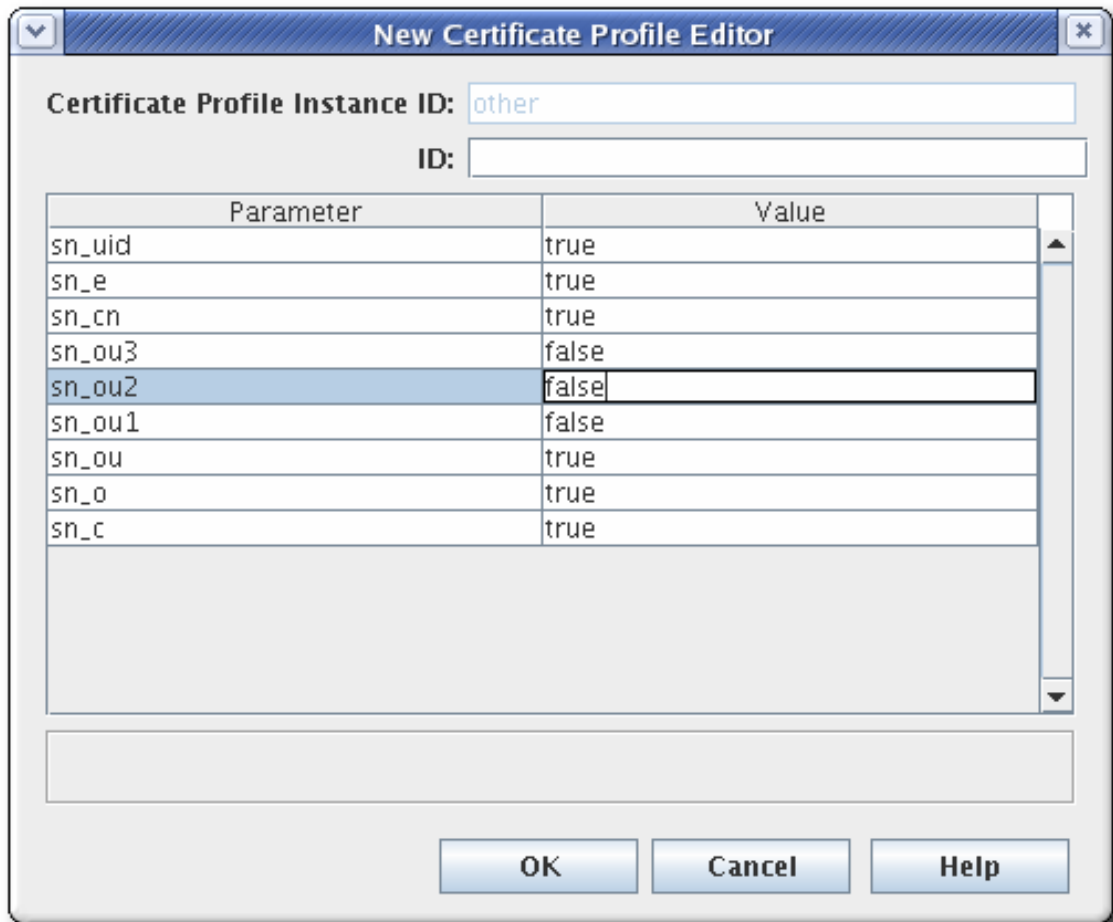 New Certificate Profile Editor
Certificate Profile Instance ID: other
ID:
Parameter Value
sn_uid true
sn_e true
sn_cn true
sn_ou3 false
sn_ou2 false
sn_ou1 false
sn_ou true
sn_o true
sn_c true
OK Cancel Help